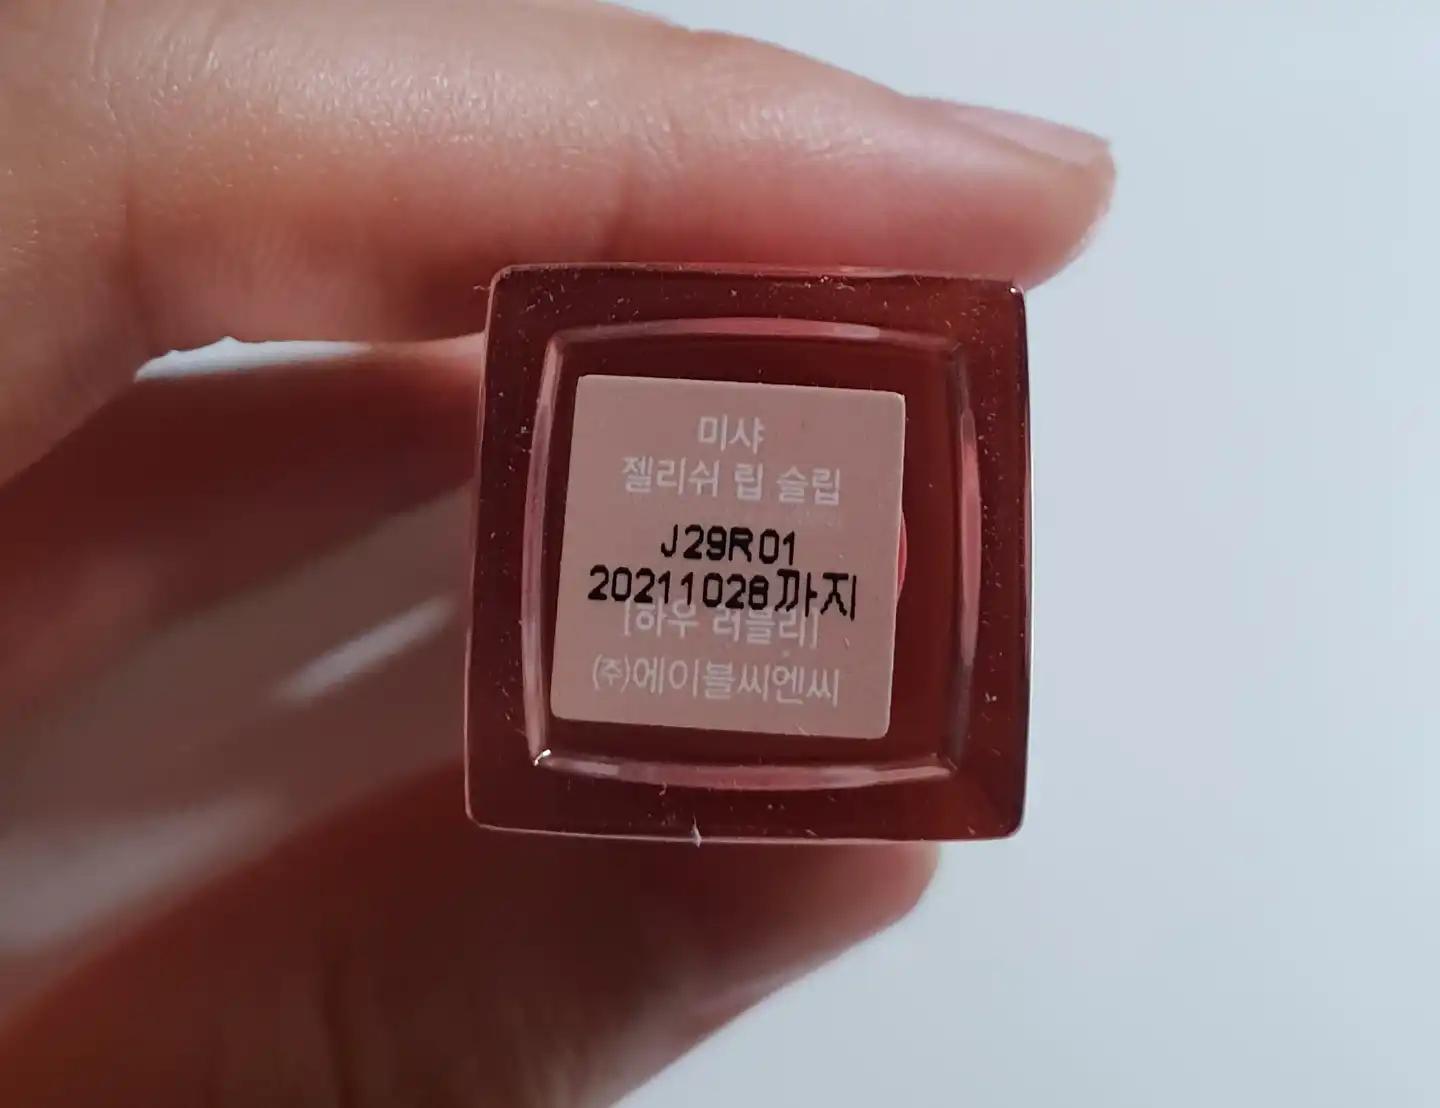 미샤
젤리쉬 립 슬립
J29R01
20211028까지
[하우 러블리]
(주)에이블씨엔씨